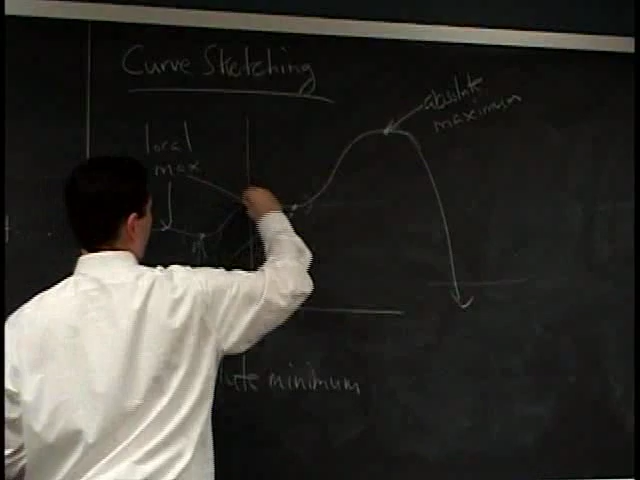 Curve Sketching
absolute
maximum
local
max
minimum